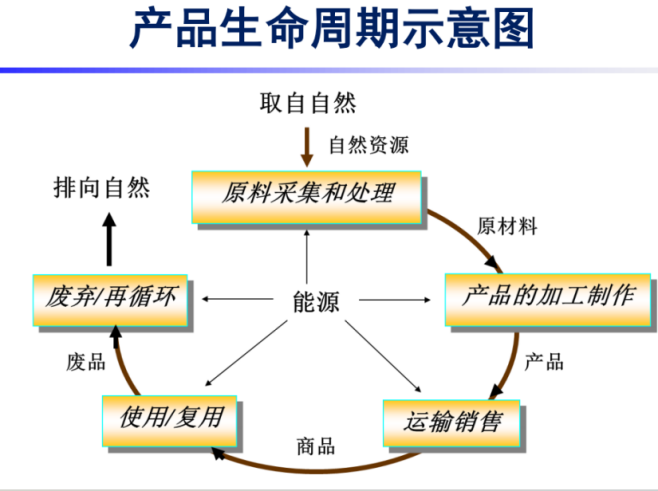 产品生命周期示意图
取自自然
自然资源
排向自然
原料采集和处理
原材料
废弃/再循环
能源
产品的加工制作
废品
产品
使用/复用
运输销售
商品